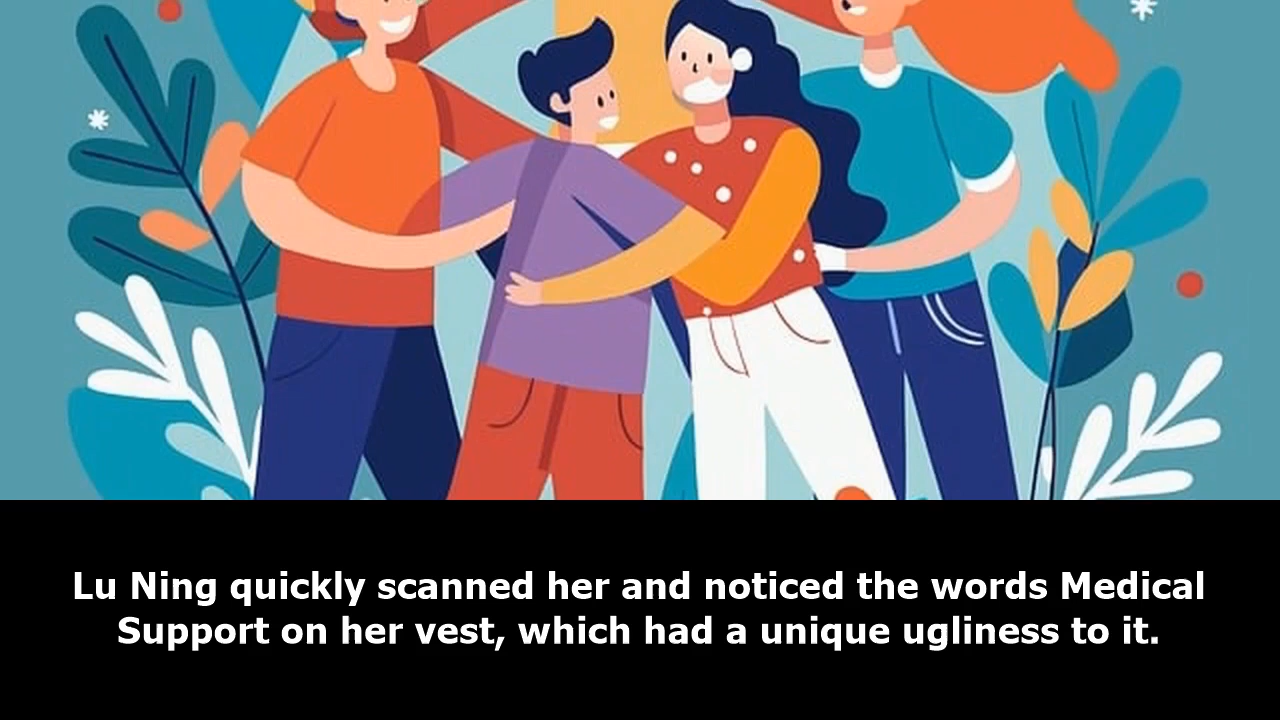 Lu Ning quickly scanned her and noticed the words Medical
Support on her vest, which had a unique ugliness to it.